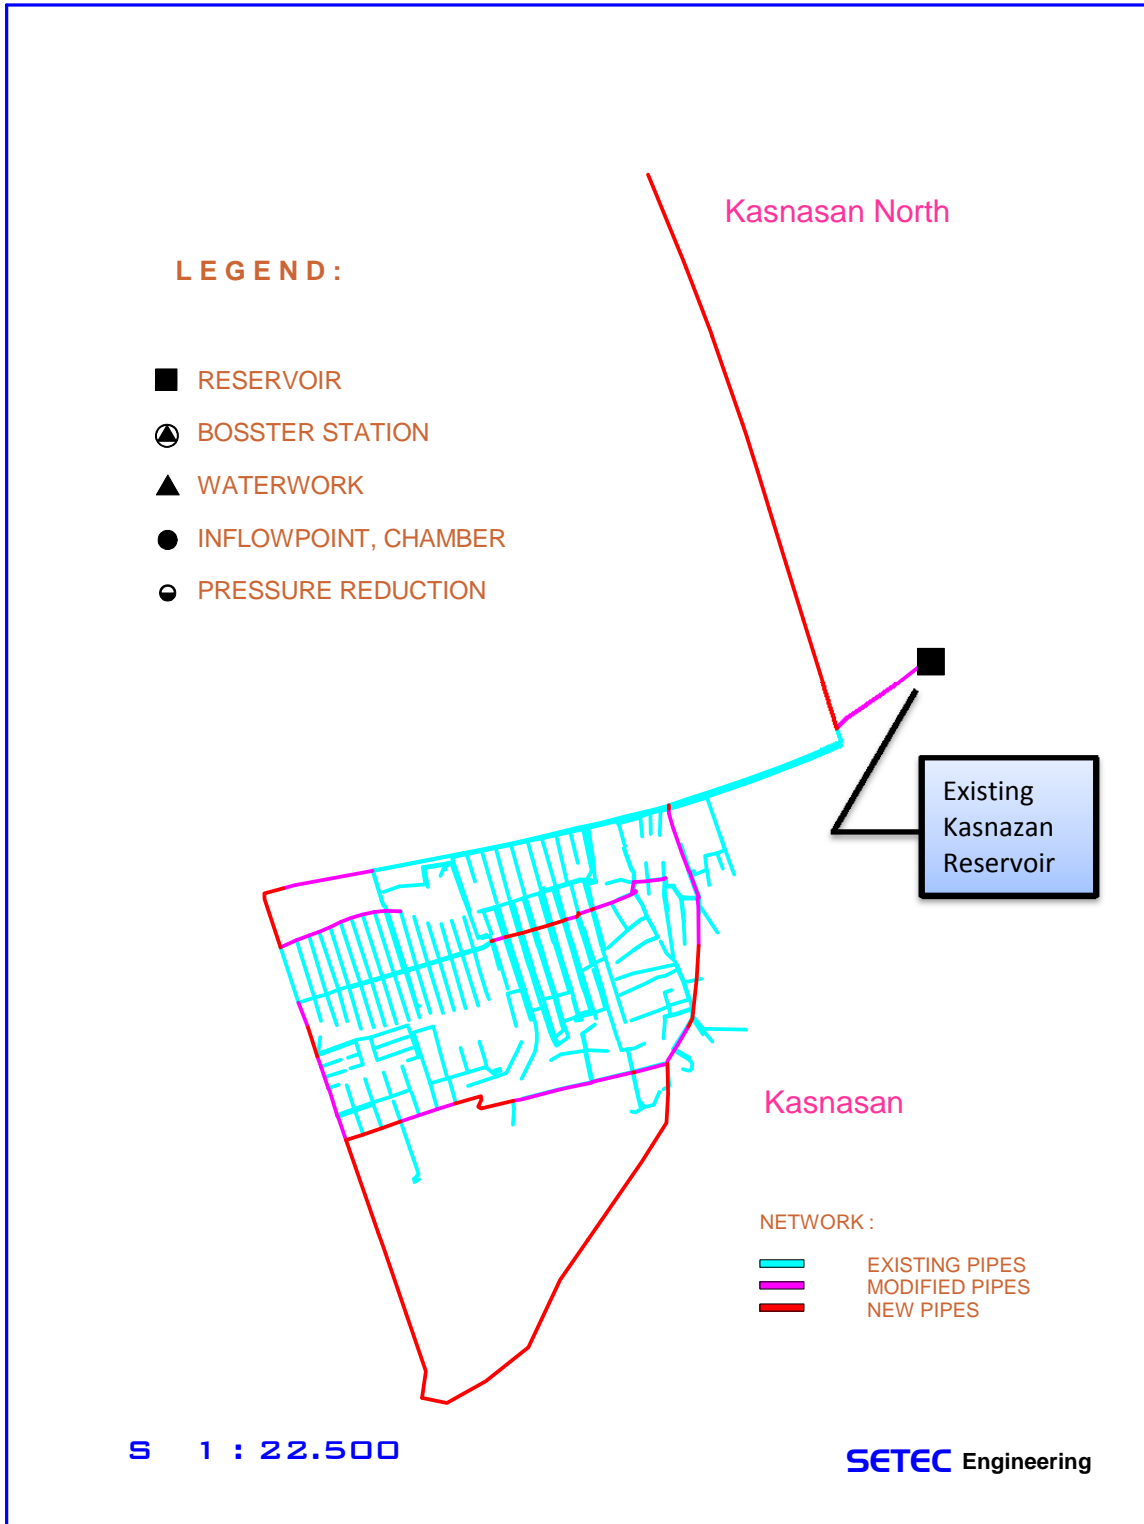 Kasnasan North
LEGEND:
RESERVOIR
BOSSTER STATION
WATERWORK
INFLOWPOINT, CHAMBER
PRESSURE REDUCTION
Existing
Kasnazan
Reservoir
Kasnasan
NETWORK :
EXISTING PIPES
MODIFIED PIPES
NEW PIPES
S 1 : 22.500
SETEC Engineering